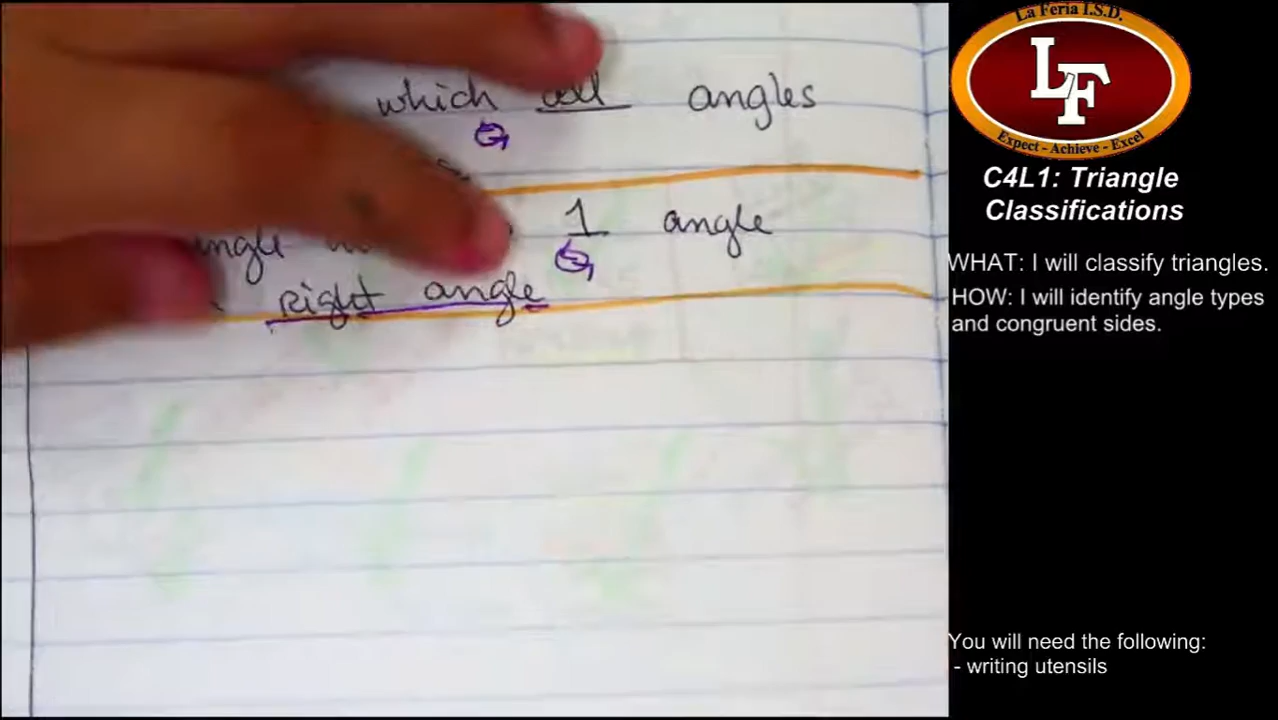 which all angles
1 angle
right angle
La Feria I.S.D.
LF
Expect - Achieve - Excel
C4L1: Triangle
Classifications
WHAT: I will classify triangles.
HOW: I will identify angle types
and congruent sides.
You will need the following:
- writing utensils